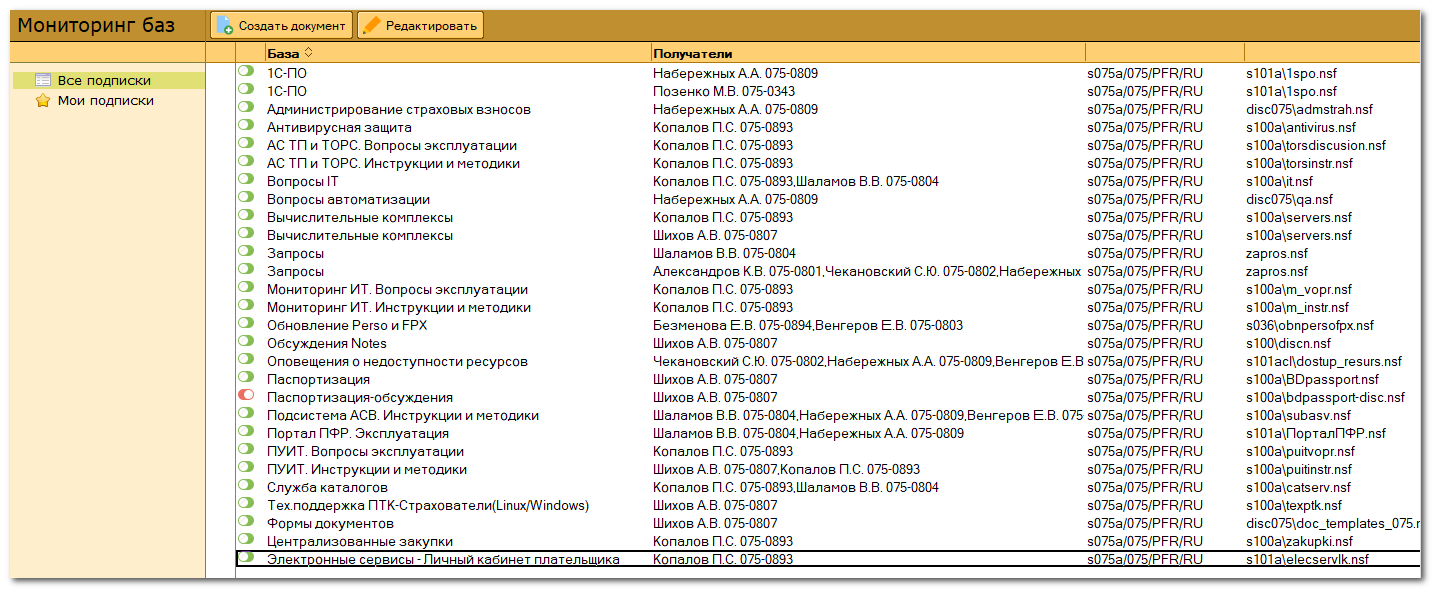 Мониторинг баз Создать документ Редактировать
База Получатели
Все подписки
Мои подписки
1С-ПО Набережных А.А. 075-0809 s075a/075/PFR/RU s101a\1spo.nsf
1С-ПО Позенко М.В. 075-0343 s075a/075/PFR/RU s101a\1spo.nsf
Администрирование страховых взносов Набережных А.А. 075-0809 s075a/075/PFR/RU disc075\admstrah.nsf
Антивирусная защита Копалов П.С. 075-0893 s075a/075/PFR/RU s100a\antivirus.nsf
АС ТП и ТОРС. Вопросы эксплуатации Копалов П.С. 075-0893 s075a/075/PFR/RU s100a\torsdiscusion.nsf
АС ТП и ТОРС. Инструкции и методики Копалов П.С. 075-0893 s075a/075/PFR/RU s100a\torsinstr.nsf
Вопросы IT Копалов П.С. 075-0893,Шаламов В.В. 075-0804 s075a/075/PFR/RU s100a\it.nsf
Вопросы автоматизации Набережных А.А. 075-0809 s075a/075/PFR/RU disc075\qa.nsf
Вычислительные комплексы Копалов П.С. 075-0893 s075a/075/PFR/RU s100a\servers.nsf
Вычислительные комплексы Шихов А.В. 075-0807 s075a/075/PFR/RU s100a\servers.nsf
Запросы Шаламов В.В. 075-0804 s075a/075/PFR/RU zapros.nsf
Запросы Александров К.В. 075-0801,Чекановский С.Ю. 075-0802,Набережных s075a/075/PFR/RU zapros.nsf
Мониторинг ИТ. Вопросы эксплуатации Копалов П.С. 075-0893 s075a/075/PFR/RU s100a\m_vopr.nsf
Мониторинг ИТ. Инструкции и методики Копалов П.С. 075-0893 s075a/075/PFR/RU s100a\m_instr.nsf
Обновление Perso и FPX Безменова Е.В. 075-0894,Венгеров Е.В. 075-0803 s075a/075/PFR/RU s036\obnpersofpx.nsf
Обсуждения Notes Шихов А.В. 075-0807 s075a/075/PFR/RU s100\discn.nsf
Оповещения о недоступности ресурсов Чекановский С.Ю. 075-0802,Набережных А.А. 075-0809,Венгеров Е.В s075a/075/PFR/RU s101acl\dostup_resurs.nsf
Паспортизация Шихов А.В. 075-0807 s075a/075/PFR/RU s100a\BDpassport.nsf
Паспортизация-обсуждения Шихов А.В. 075-0807 s075a/075/PFR/RU s100a\bdpassport-disc.nsf
Подсистема АСВ. Инструкции и методики Шаламов В.В. 075-0804,Набережных А.А. 075-0809,Венгеров Е.В. 075 s075a/075/PFR/RU s100a\subasv.nsf
Портал ПФР. Эксплуатация Шаламов В.В. 075-0804,Набережных А.А. 075-0809 s075a/075/PFR/RU s101a\ПорталПФР.nsf
ПУИТ. Вопросы эксплуатации Копалов П.С. 075-0893 s075a/075/PFR/RU s100a\puitvopr.nsf
ПУИТ. Инструкции и методики Шихов А.В. 075-0807,Копалов П.С. 075-0893 s075a/075/PFR/RU s100a\puitinstr.nsf
Служба каталогов Копалов П.С. 075-0893,Шаламов В.В. 075-0804 s075a/075/PFR/RU s100a\catserv.nsf
Тех.поддержка ПТК-Страхователи(Linux/Windows) Шихов А.В. 075-0807 s075a/075/PFR/RU s100a\texptk.nsf
Формы документов Шихов А.В. 075-0807 s075a/075/PFR/RU disc075\doc_templates_075.r
Централизованные закупки Копалов П.С. 075-0893 s075a/075/PFR/RU s100a\zakupki.nsf
Электронные сервисы - Личный кабинет плательщика Копалов П.С. 075-0893 s075a/075/PFR/RU s101a\elecservlk.nsf